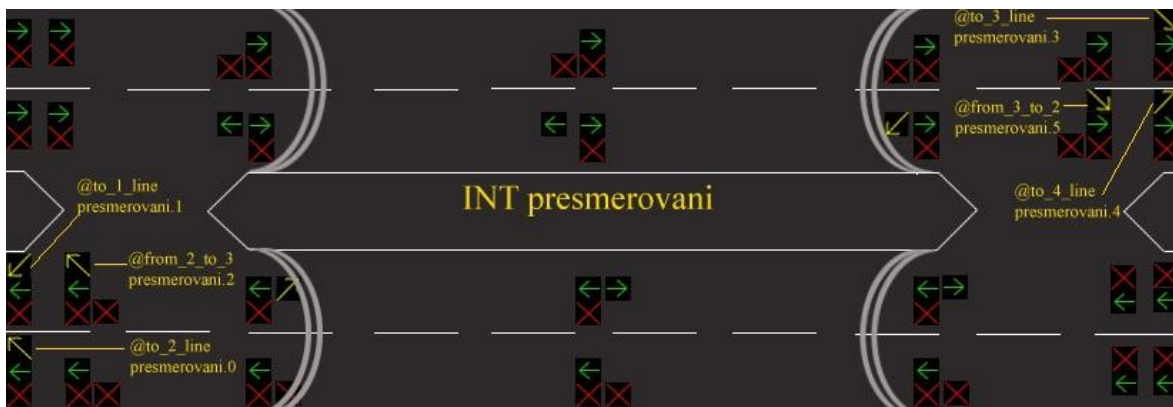 @to_3_line
presmerovani.3
@from_3_to_2
presmerovani.5
@to_1_line
presmerovani.1
INT presmerovani
@to_4_line
presmerovani.4
@from_2_to_3
presmerovani.2
@to_2_line
presmerovani.0